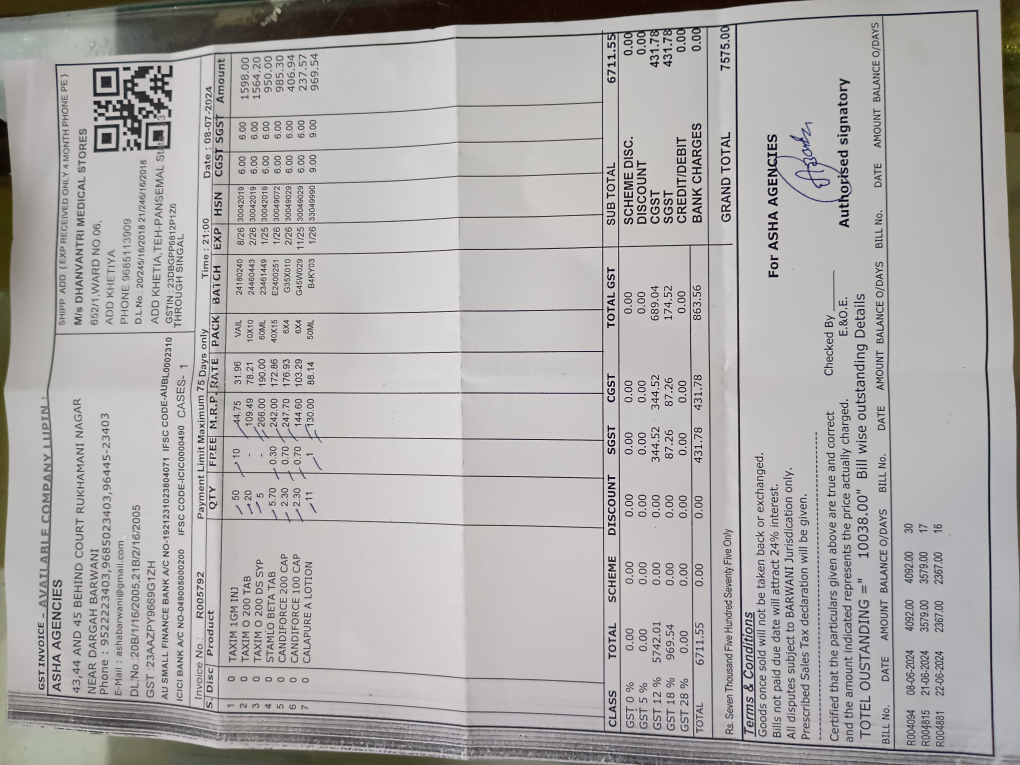 GST INVOICE - AVAILABLE COMPANY LUPIN :
ASHA AGENCIES
43,44 AND 45 BEHIND COURT RUKHAMANI NAGAR
NEAR DARGAH BARWANI
Phone : 9522223403,9685023403,96445-23403
E-Mail : ashabarwani@gmail.com
DL/No.:20B/1/16/2005,21B/2/16/2005
GST :23AAZPY9669G1ZH
AU SMALL FINANCE BANK A/C NO-1921231023804071 IFSC CODE-AUBL0002310
ICICI BANK A/C NO-049005000200 IFSC CODE-ICIC0000490 CASES- 1
SHIPP. ADD ( EXP RECEIVED ONLY 4 MONTH PHONE PE )
M/s DHANVANTRI MEDICAL STORES
652/1,WARD NO.06,
ADD KHETIYA
PHONE 9685113909
D.L.No.: 20/245/16/2018 21/246/16/2018
ADD KHETIA,TEH-PANSEMAL
GSTIN : 23DBGPP6812P1Z6
THROUGH SINGAL
Invoice No.: R005792 Payment Limit Maximum 75 Days only Time : 21:00 Date : 08-07-2024
S. Disc Product QTY FREE M.R.P. RATE PACK BATCH EXP HSN CGST SGST Amount
1 0 TAXIM 1GM INJ 50 10 44.75 31.96 VAIL 24180240 8/26 30042019 6.00 6.00 1598.00
2 0 TAXIM O 200 TAB 20 - 109.49 78.21 10X10 24460443 2/26 30042019 6.00 6.00 1564.20
3 0 TAXIM O 200 DS SYP 5 - 266.00 190.00 60ML 23461449 1/25 30042019 6.00 6.00 950.00
4 0 STAMLO BETA TAB 5.70 0.30 242.00 172.86 40X15 E2400251 1/26 30049072 6.00 6.00 985.30
5 0 CANDIFORCE 200 CAP 2.30 0.70 247.70 176.93 6X4 G35X010 2/26 30049029 6.00 6.00 406.94
6 0 CANDIFORCE 100 CAP 2.30 0.70 144.60 103.29 6X4 G45W029 11/25 30049029 6.00 6.00 237.57
7 0 CALAPURE A LOTION 11 1 130.00 88.14 50ML B4KY03 1/26 33049990 9.00 9.00 969.54
CLASS TOTAL SCHEME DISCOUNT SGST CGST TOTAL GST
GST 0 % 0.00 0.00 0.00 0.00 0.00 0.00
GST 5 % 0.00 0.00 0.00 0.00 0.00 0.00
GST 12 % 5742.01 0.00 0.00 344.52 344.52 689.04
GST 18 % 969.54 0.00 0.00 87.26 87.26 174.52
GST 28 % 0.00 0.00 0.00 0.00 0.00 0.00
TOTAL 6711.55 0.00 0.00 431.78 431.78 863.56
SUB TOTAL 6711.55
SCHEME DISC. 0.00
DISCOUNT 0.00
CGST 431.78
SGST 431.78
CREDIT/DEBIT 0.00
BANK CHARGES 0.00
Rs. Seven Thousand Five Hundred Seventy Five Only
GRAND TOTAL 7575.00
Terms & Conditions
Goods once sold will not be taken back or exchanged.
Bills not paid due date will attract 24% interest.
All disputes subject to BARWANI Jurisdication only.
Prescribed Sales Tax declaration will be given.
For ASHA AGENCIES
Certified that the particulars given above are true and correct
and the amount indicated represents the price actually charged.
Checked By
E.&O.E.
Authorised signatory
TOTEL OUSTANDING =" 10038.00" Bill wise outstanding Details
BILL No. DATE AMOUNT BALANCE O/DAYS BILL No. DATE AMOUNT BALANCE O/DAYS BILL No. DATE AMOUNT BALANCE O/DAYS
R004094 08-06-2024 4092.00 4092.00 30
R004815 21-06-2024 3579.00 3579.00 17
R004881 22-06-2024 2367.00 2367.00 16